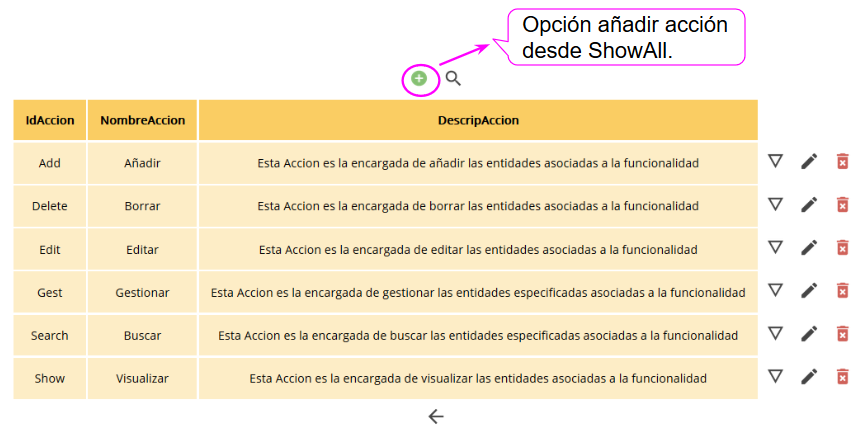 Opción añadir acción
desde ShowAll.
IdAccion NombreAccion DescripAccion
Add Añadir Esta Accion es la encargada de añadir las entidades asociadas a la funcionalidad
Delete Borrar Esta Accion es la encargada de borrar las entidades asociadas a la funcionalidad
Edit Editar Esta Accion es la encargada de editar las entidades asociadas a la funcionalidad
Gest Gestionar Esta Accion es la encargada de gestionar las entidades especificadas asociadas a la funcionalidad
Search Buscar Esta Accion es la encargada de buscar las entidades especificadas asociadas a la funcionalidad
Show Visualizar Esta Accion es la encargada de visualizar las entidades asociadas a la funcionalidad